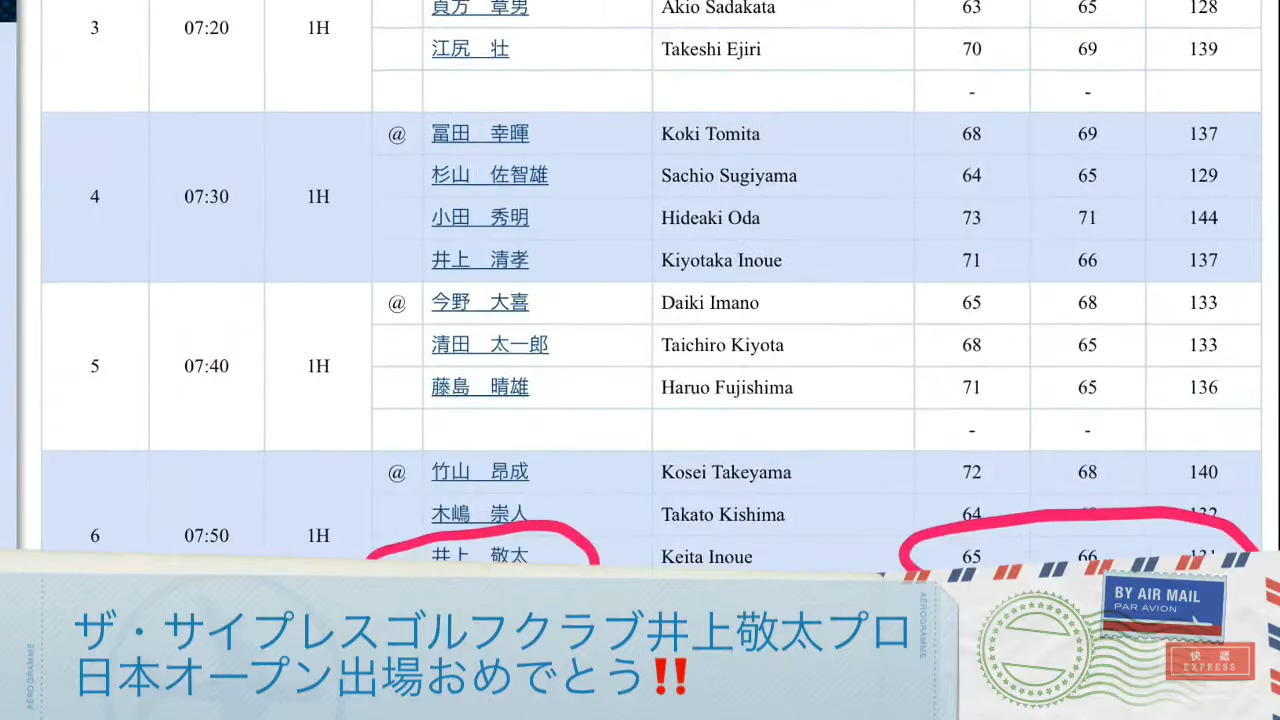 貞方 章男 Akio Sadakata 63 65 128
3 07:20 1H 江尻 壮 Takeshi Ejiri 70 69 139
- -
@ 冨田 幸暉 Koki Tomita 68 69 137
杉山 佐智雄 Sachio Sugiyama 64 65 129
4 07:30 1H 小田 秀明 Hideaki Oda 73 71 144
井上 清孝 Kiyotaka Inoue 71 66 137
@ 今野 大喜 Daiki Imano 65 68 133
清田 太一郎 Taichiro Kiyota 68 65 133
5 07:40 1H 藤島 晴雄 Haruo Fujishima 71 65 136
- -
@ 竹山 昂成 Kosei Takeyama 72 68 140
木嶋 崇人 Takato Kishima 64
6 07:50 1H 井上 敬太 Keita Inoue 65 66 131
ザ・サイプレスゴルフクラブ井上敬太プロ
日本オープン出場おめでとう‼
AEROGRAMME
AEROGRAMME
BY AIR MAIL
PAR AVION
快 遞
EXPRESS